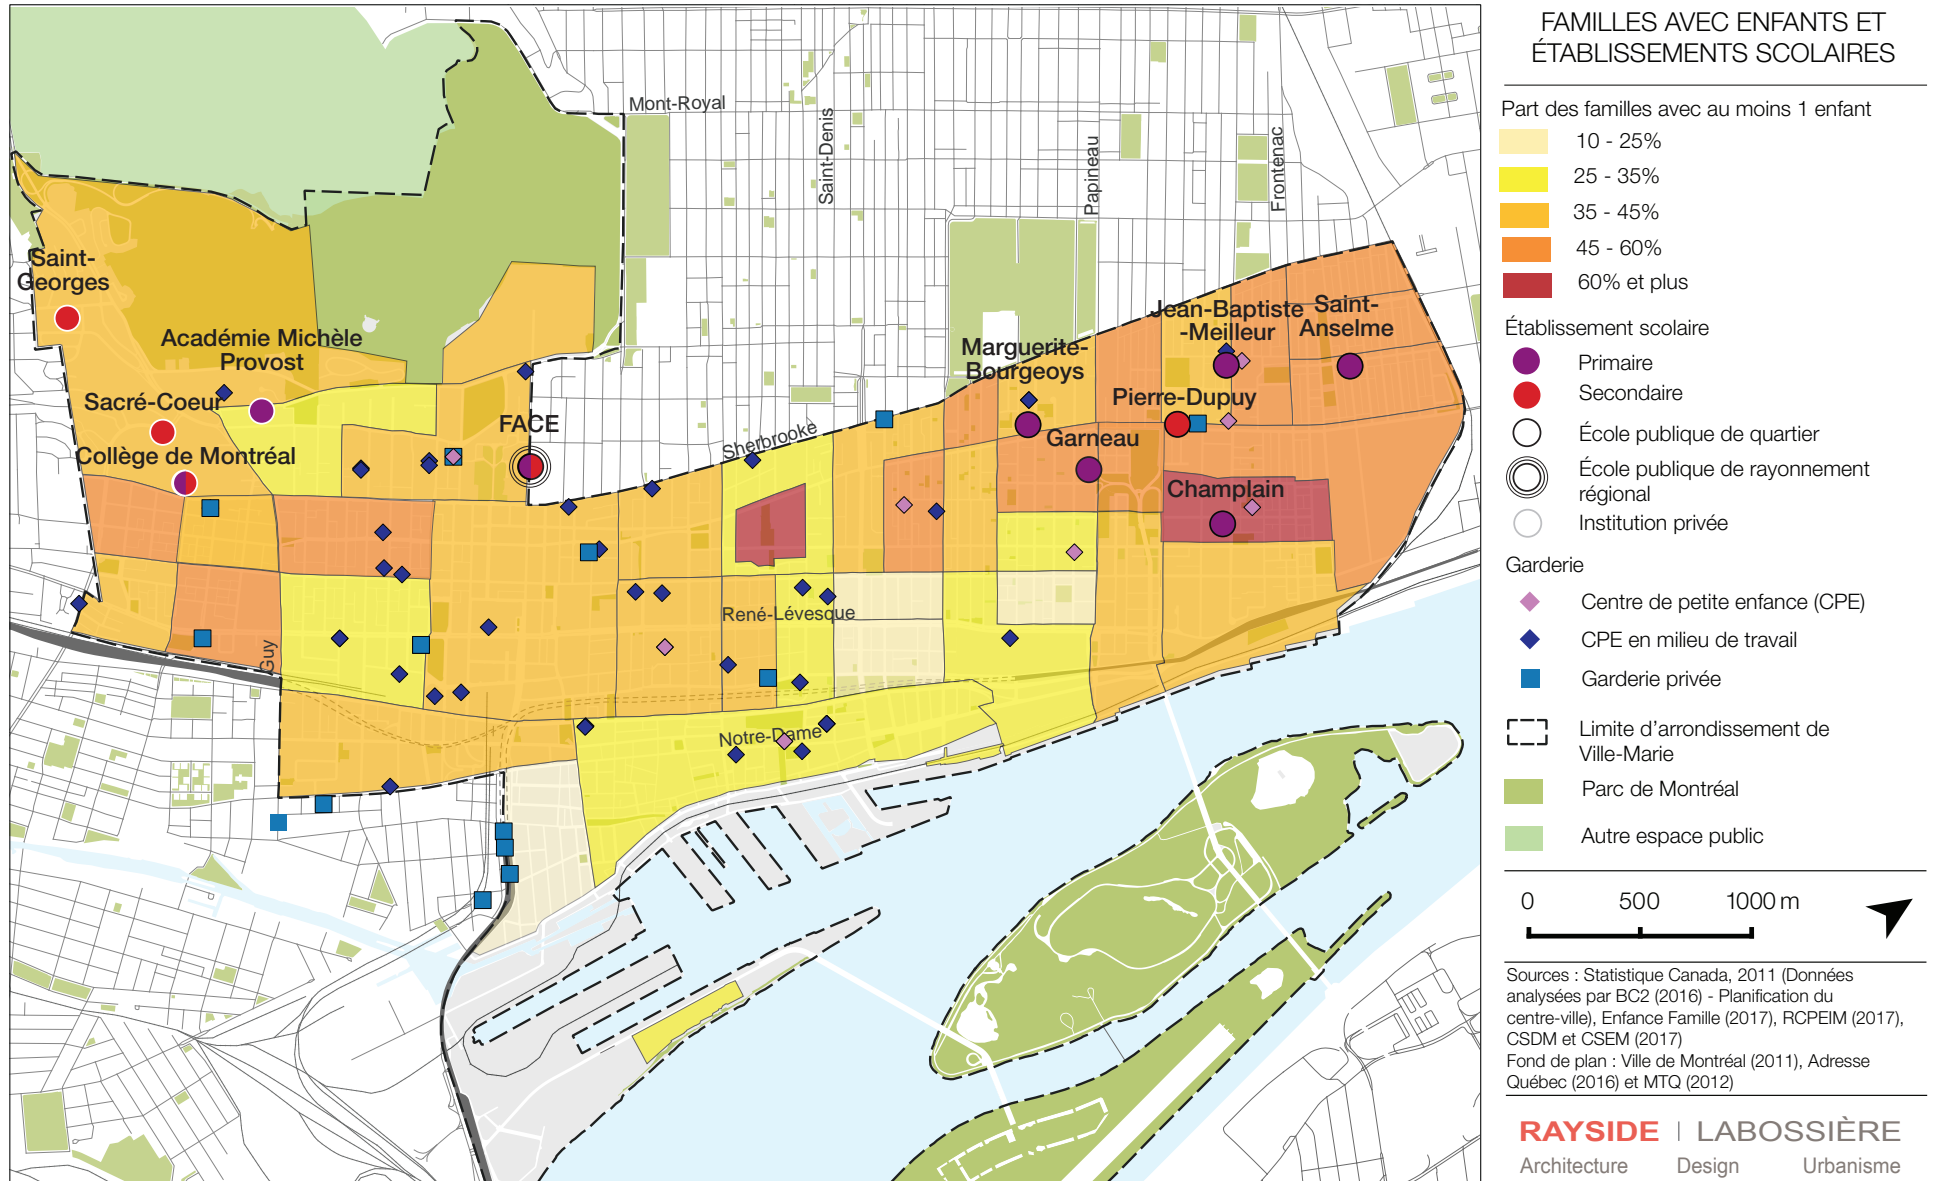 FAMILLES AVEC ENFANTS ET
ÉTABLISSEMENTS SCOLAIRES
Part des familles avec au moins 1 enfant
10 - 25%
25 - 35%
35 - 45%
45 - 60%
60% et plus
Établissement scolaire
Primaire
Secondaire
École publique de quartier
École publique de rayonnement
régional
Institution privée
Garderie
Centre de petite enfance (CPE)
CPE en milieu de travail
Garderie privée
Limite d'arrondissement de
Ville-Marie
Parc de Montréal
Autre espace public
0 500 1000 m
Sources : Statistique Canada, 2011 (Données
analysées par BC2 (2016) - Planification du
centre-ville), Enfance Famille (2017), RCPEIM (2017),
CSDM et CSEM (2017)
Fond de plan : Ville de Montréal (2011), Adresse
Québec (2016) et MTQ (2012)
RAYSIDE | LABOSSIÈRE
Architecture Design Urbanisme
Mont-Royal
Saint-Denis
Papineau
Frontenac
Saint-
Georges
Académie Michèle
Provost
Sacré-Coeur
Collège de Montréal
FACE
Sherbrooke
Marguerite-
Bourgeoys
Jean-Baptiste
-Meilleur
Saint-
Anselme
Pierre-Dupuy
Garneau
Champlain
René-Lévesque
Guy
Notre-Dame